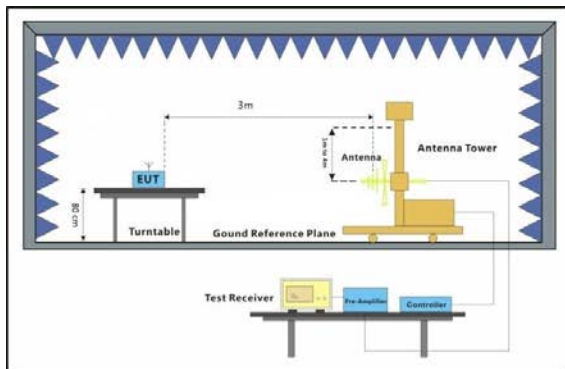 3m
1m to 4m
Antenna
Antenna Tower
EUT
80 cm
Turntable
Gound Reference Plane
Test Receiver
Pre-Amplifier
Controller